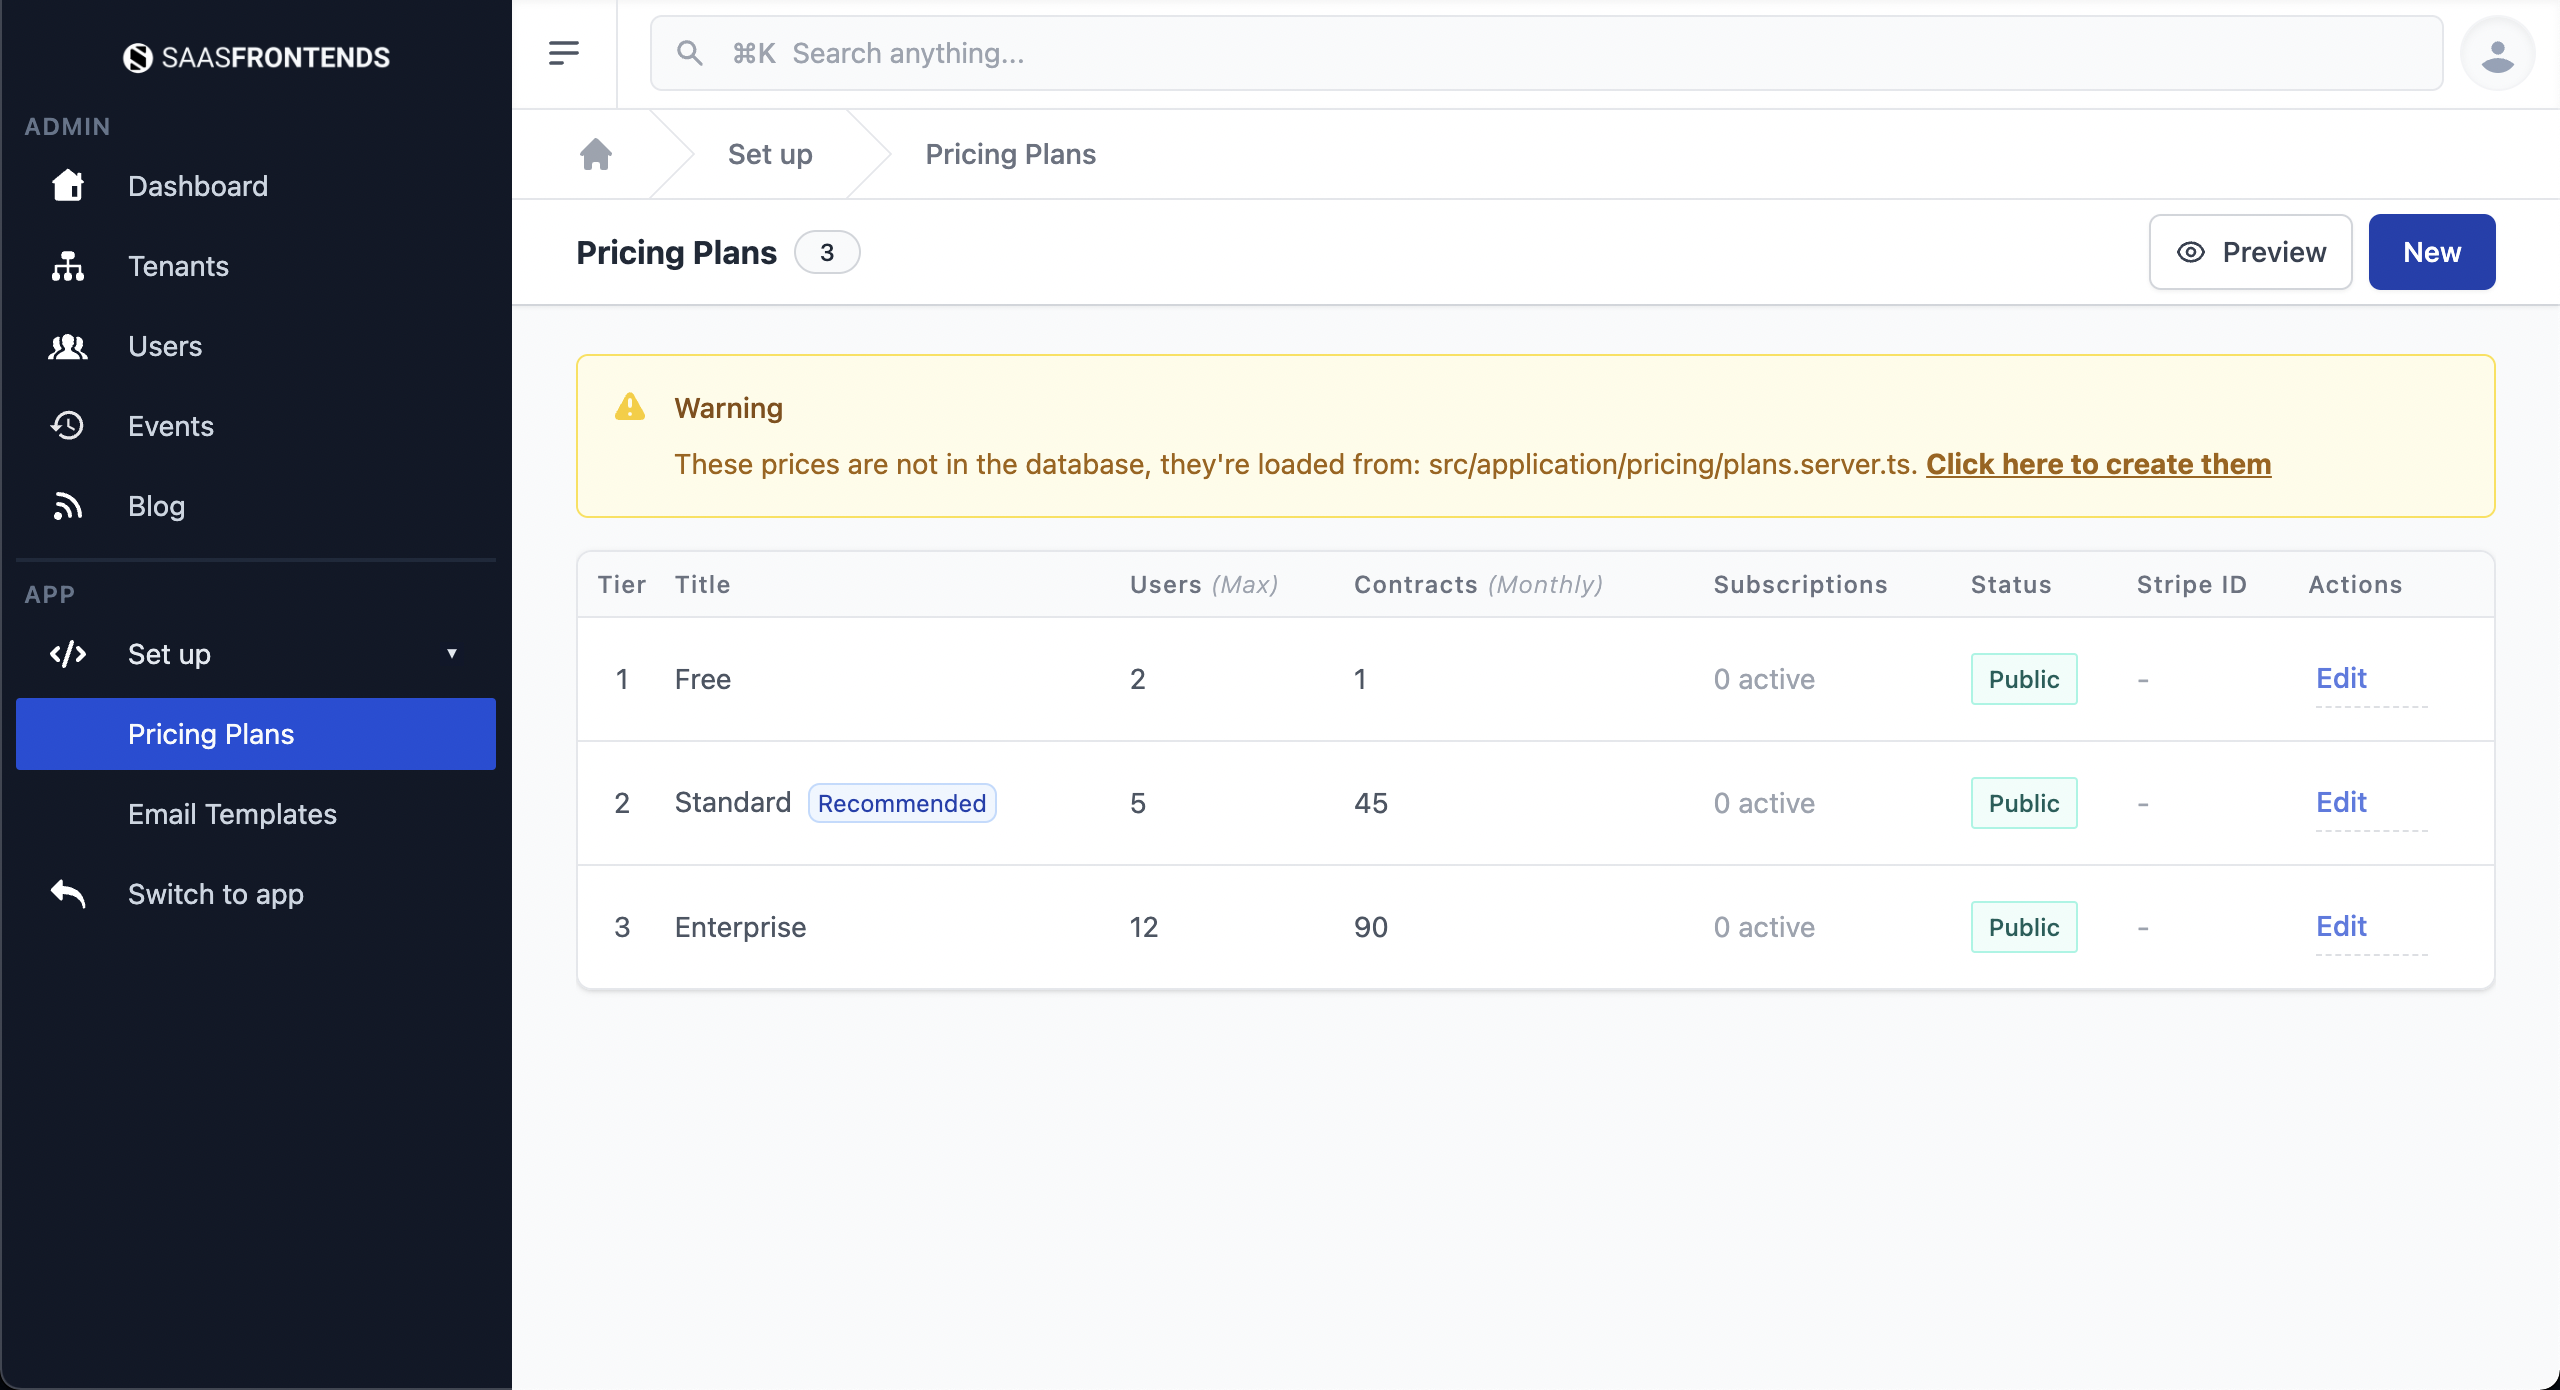 SAASFRONTENDS
ADMIN
Dashboard
Tenants
Users
Events
Blog
APP
Set up
Pricing Plans
Email Templates
Switch to app
⌘K Search anything...
Set up Pricing Plans
Pricing Plans 3 Preview New
Warning
These prices are not in the database, they're loaded from: src/application/pricing/plans.server.ts. Click here to create them
Tier Title Users (Max) Contracts (Monthly) Subscriptions Status Stripe ID Actions
1 Free 2 1 0 active Public - Edit
2 Standard Recommended 5 45 0 active Public - Edit
3 Enterprise 12 90 0 active Public - Edit